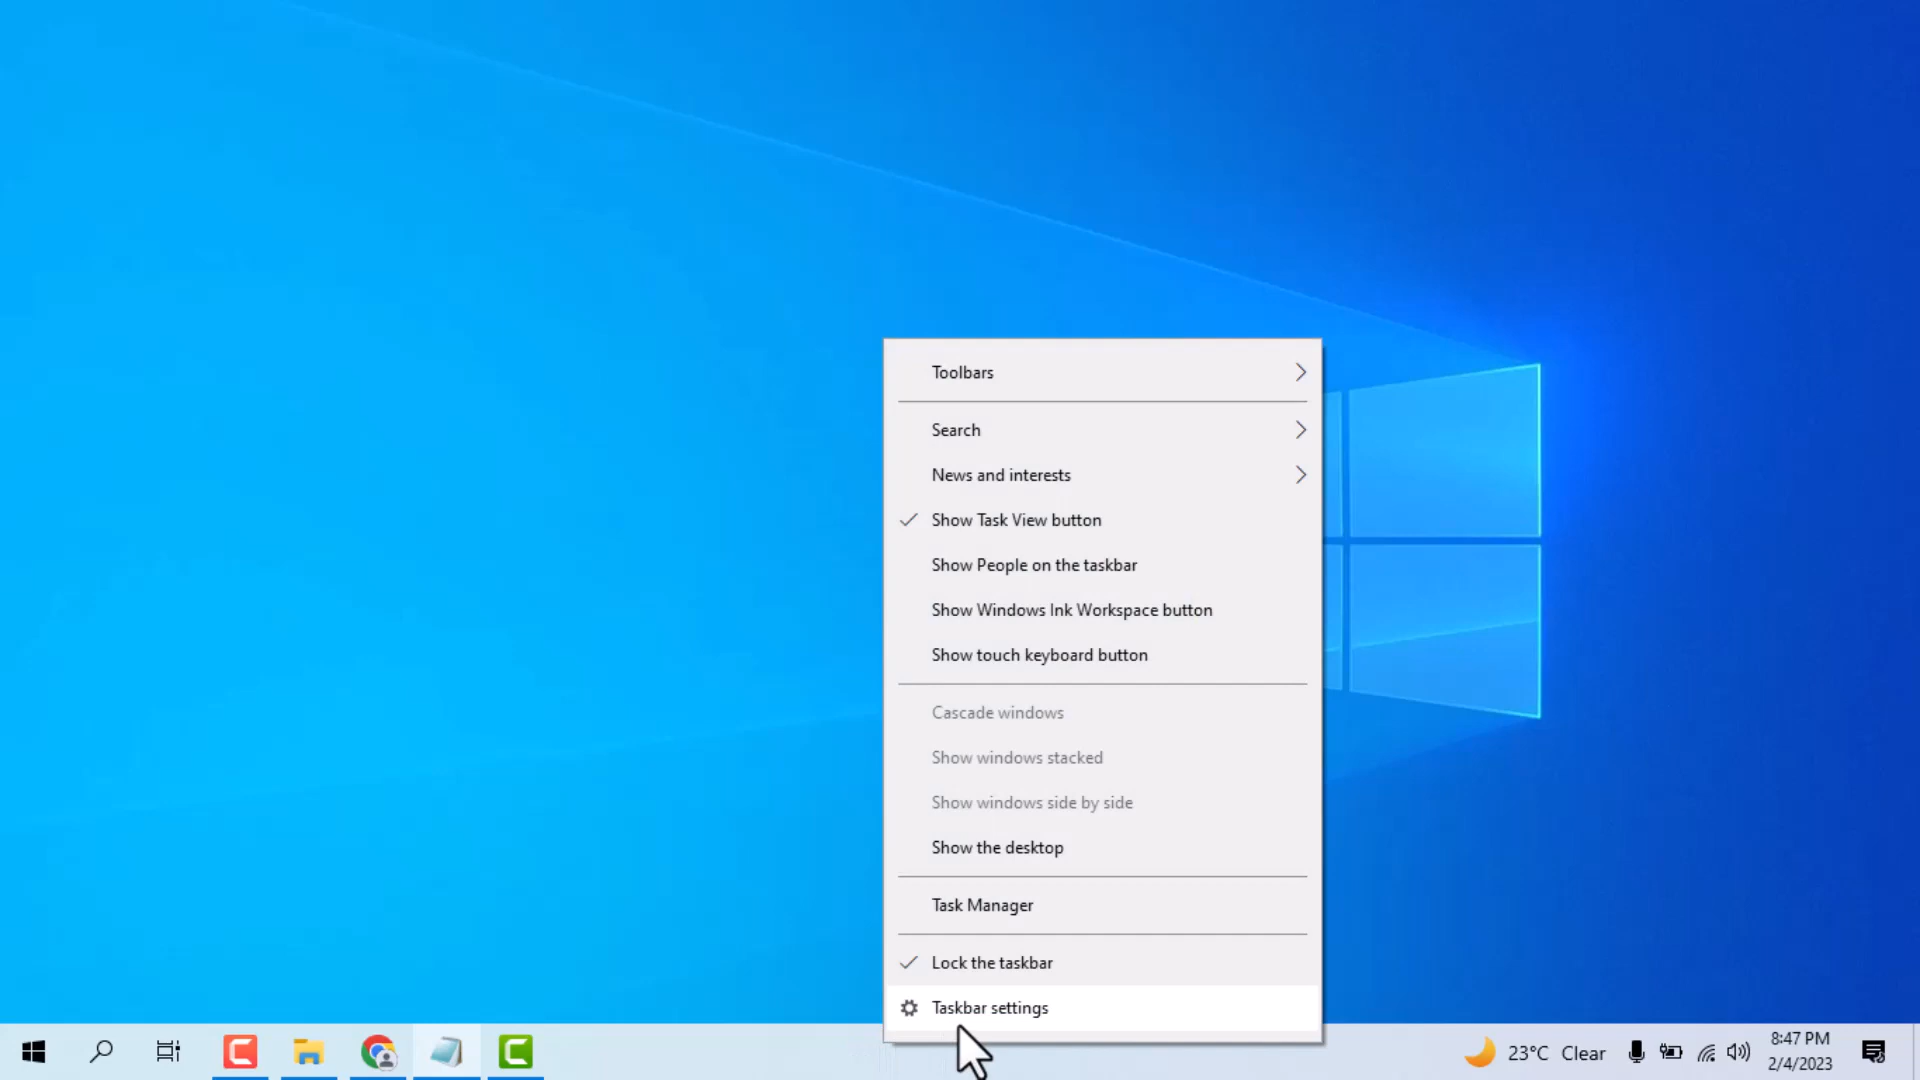 Toolbars
Search
News and interests
Show Task View button
Show People on the taskbar
Show Windows Ink Workspace button
Show touch keyboard button
Cascade windows
Show windows stacked
Show windows side by side
Show the desktop
Task Manager
Lock the taskbar
Taskbar settings
23°C Clear
8:47 PM
2/4/2023